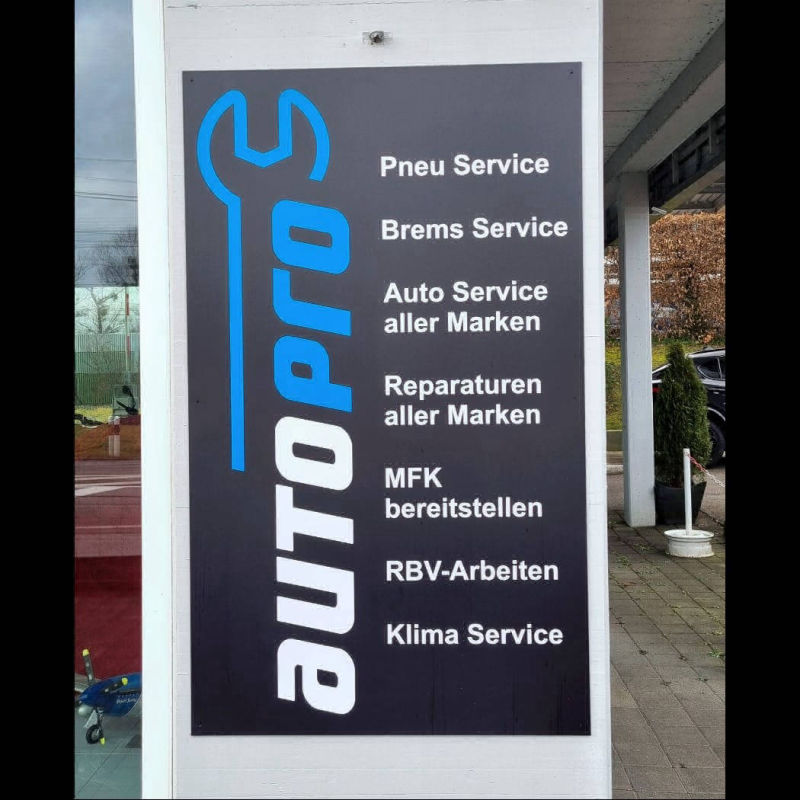 autopro
Pneu Service
Brems Service
Auto Service
aller Marken
Reparaturen
aller Marken
MFK
bereitstellen
RBV-Arbeiten
Klima Service